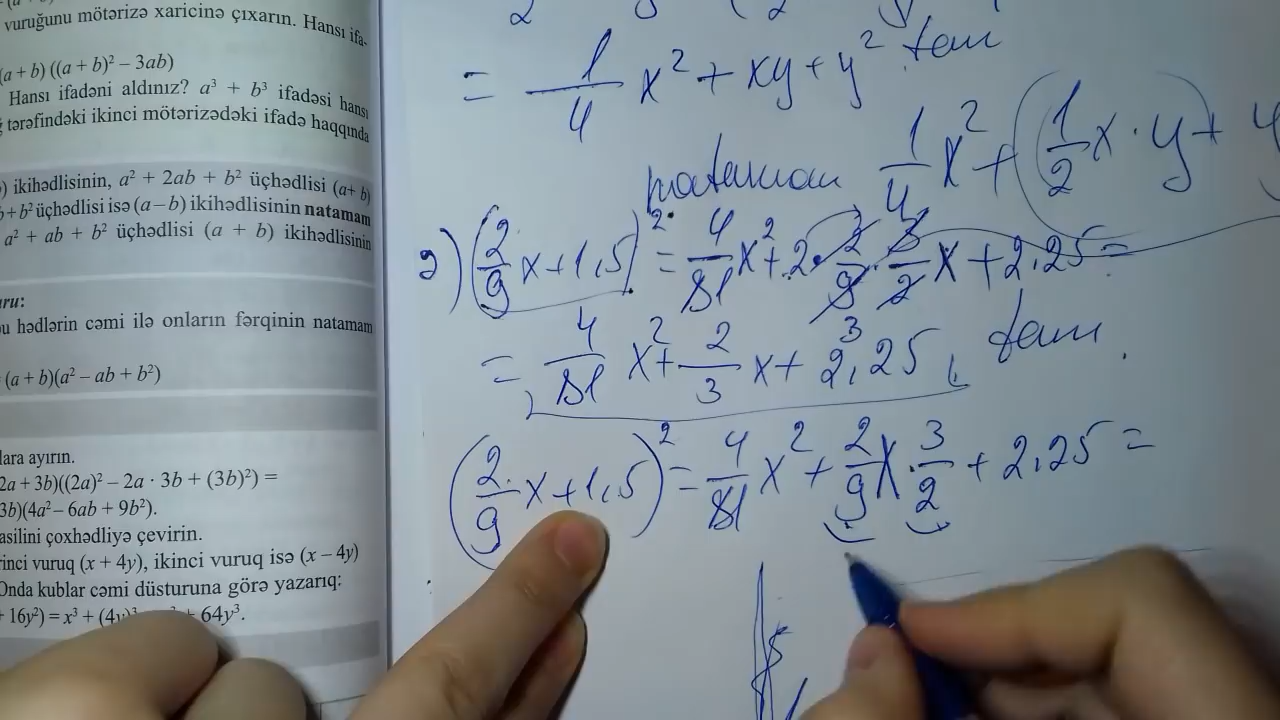 vuruğunu mötərizə xaricinə çıxarın. Hansı ifa-
(a + b) ((a + b)² – 3ab)
Hansı ifadəni aldınız? a³ + b³ ifadəsi hansı
tərəfindəki ikinci mötərizədəki ifadə haqqında
) ikihədlisinin, a² + 2ab + b² üçhədlisi (a+ b)
b+b² üçhədlisi isə (a–b) ikihədlisinin natamam
a² + ab + b² üçhədlisi (a + b) ikihədlisinin
ru:
u hədlərin cəmi ilə onların fərqinin natamam
(a + b)(a² – ab + b²)
lara ayırın.
2a + 3b)((2a)² – 2a · 3b + (3b)²) =
3b)(4a² – 6ab + 9b²).
asilini çoxhədliyə çevirin.
rinci vuruq (x + 4y), ikinci vuruq isə (x – 4y)
Onda kublar cəmi düsturuna görə yazarıq:
+ 16y²) = x³ + (4y)³ = x³ + 64y³.
= 1/4 x² + xy + y² tam
natamam 1/4 x² + (1/2 x · y) + y
2) (2/9 x + 1,5)² = 4/81 x² + 2 · 2/9 · 3/2 x + 2,25 =
= 4/81 x² + 2/3 x + 2,25, tam.
(2/9 x + 1,5)² = 4/81 x² + 2/9 x · 3/2 + 2,25 =